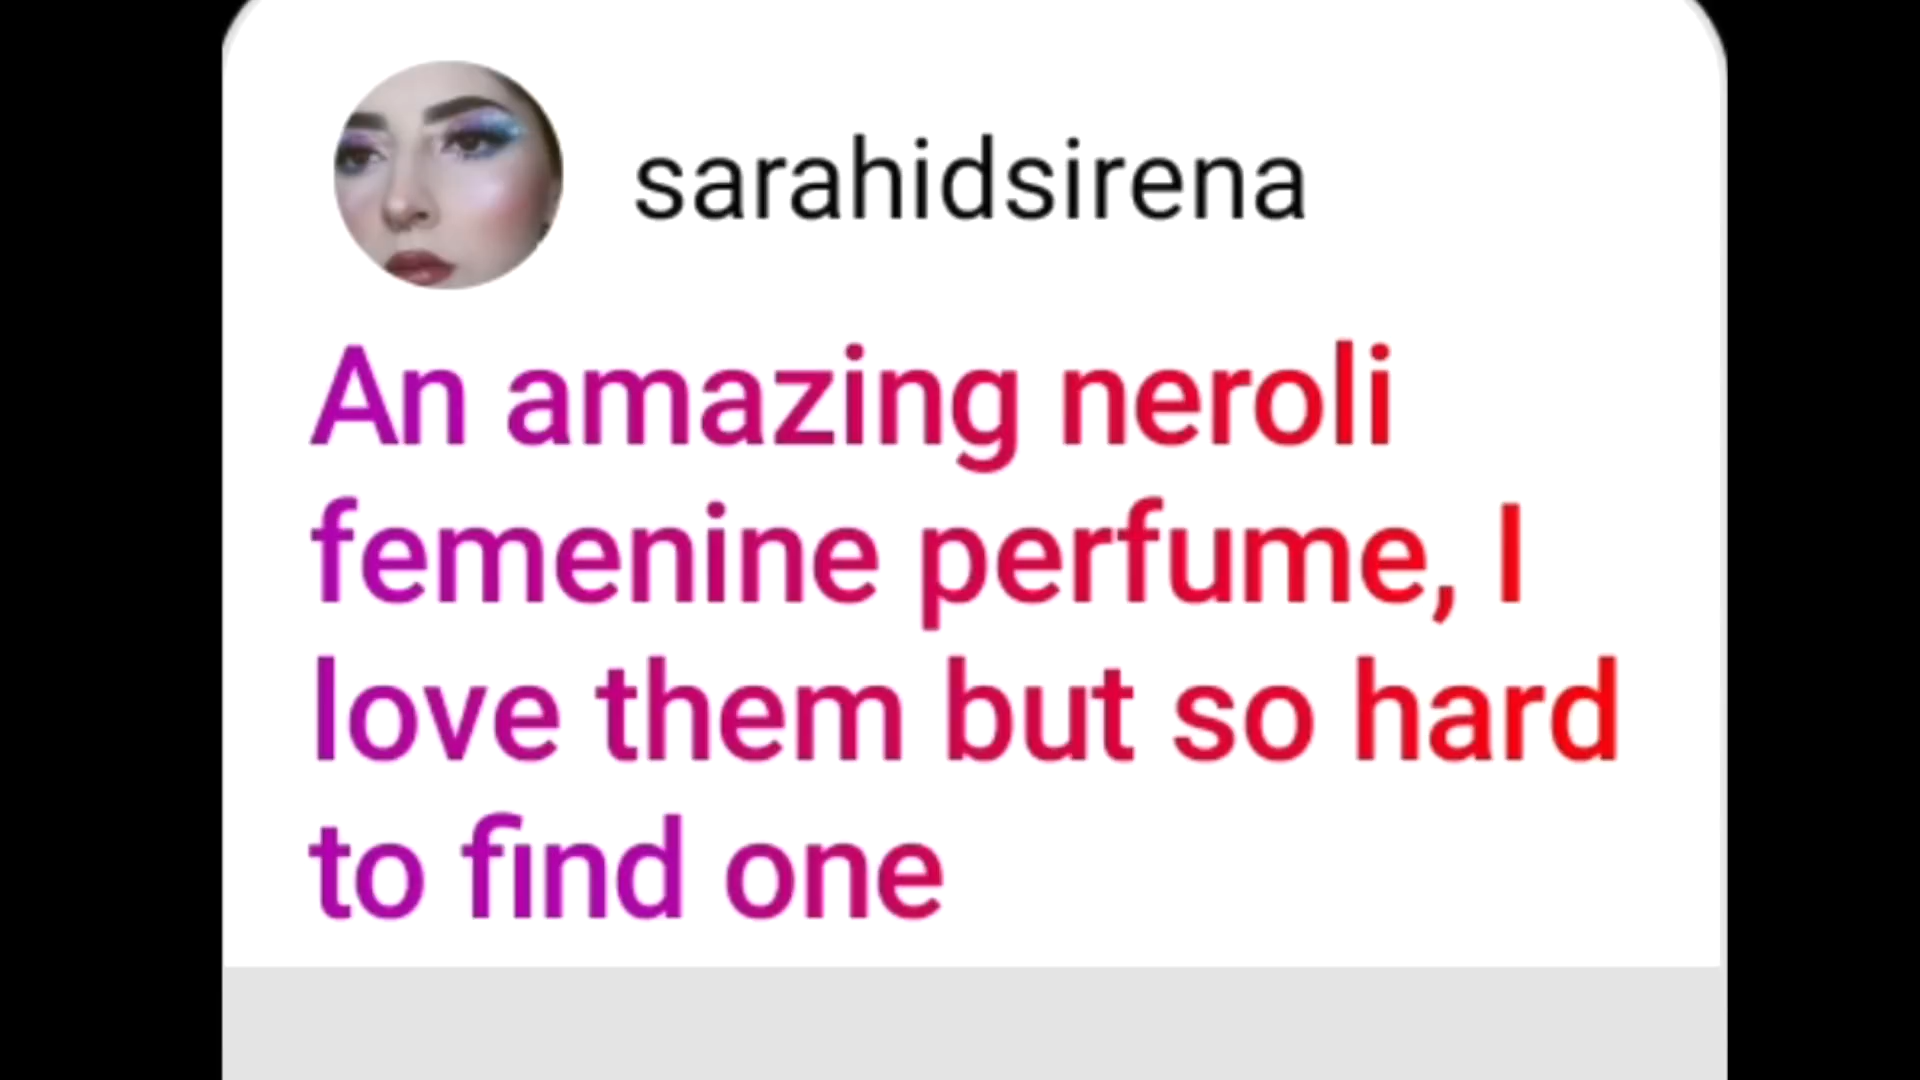 sarahidsirena
An amazing neroli
femenine perfume, I
love them but so hard
to find one